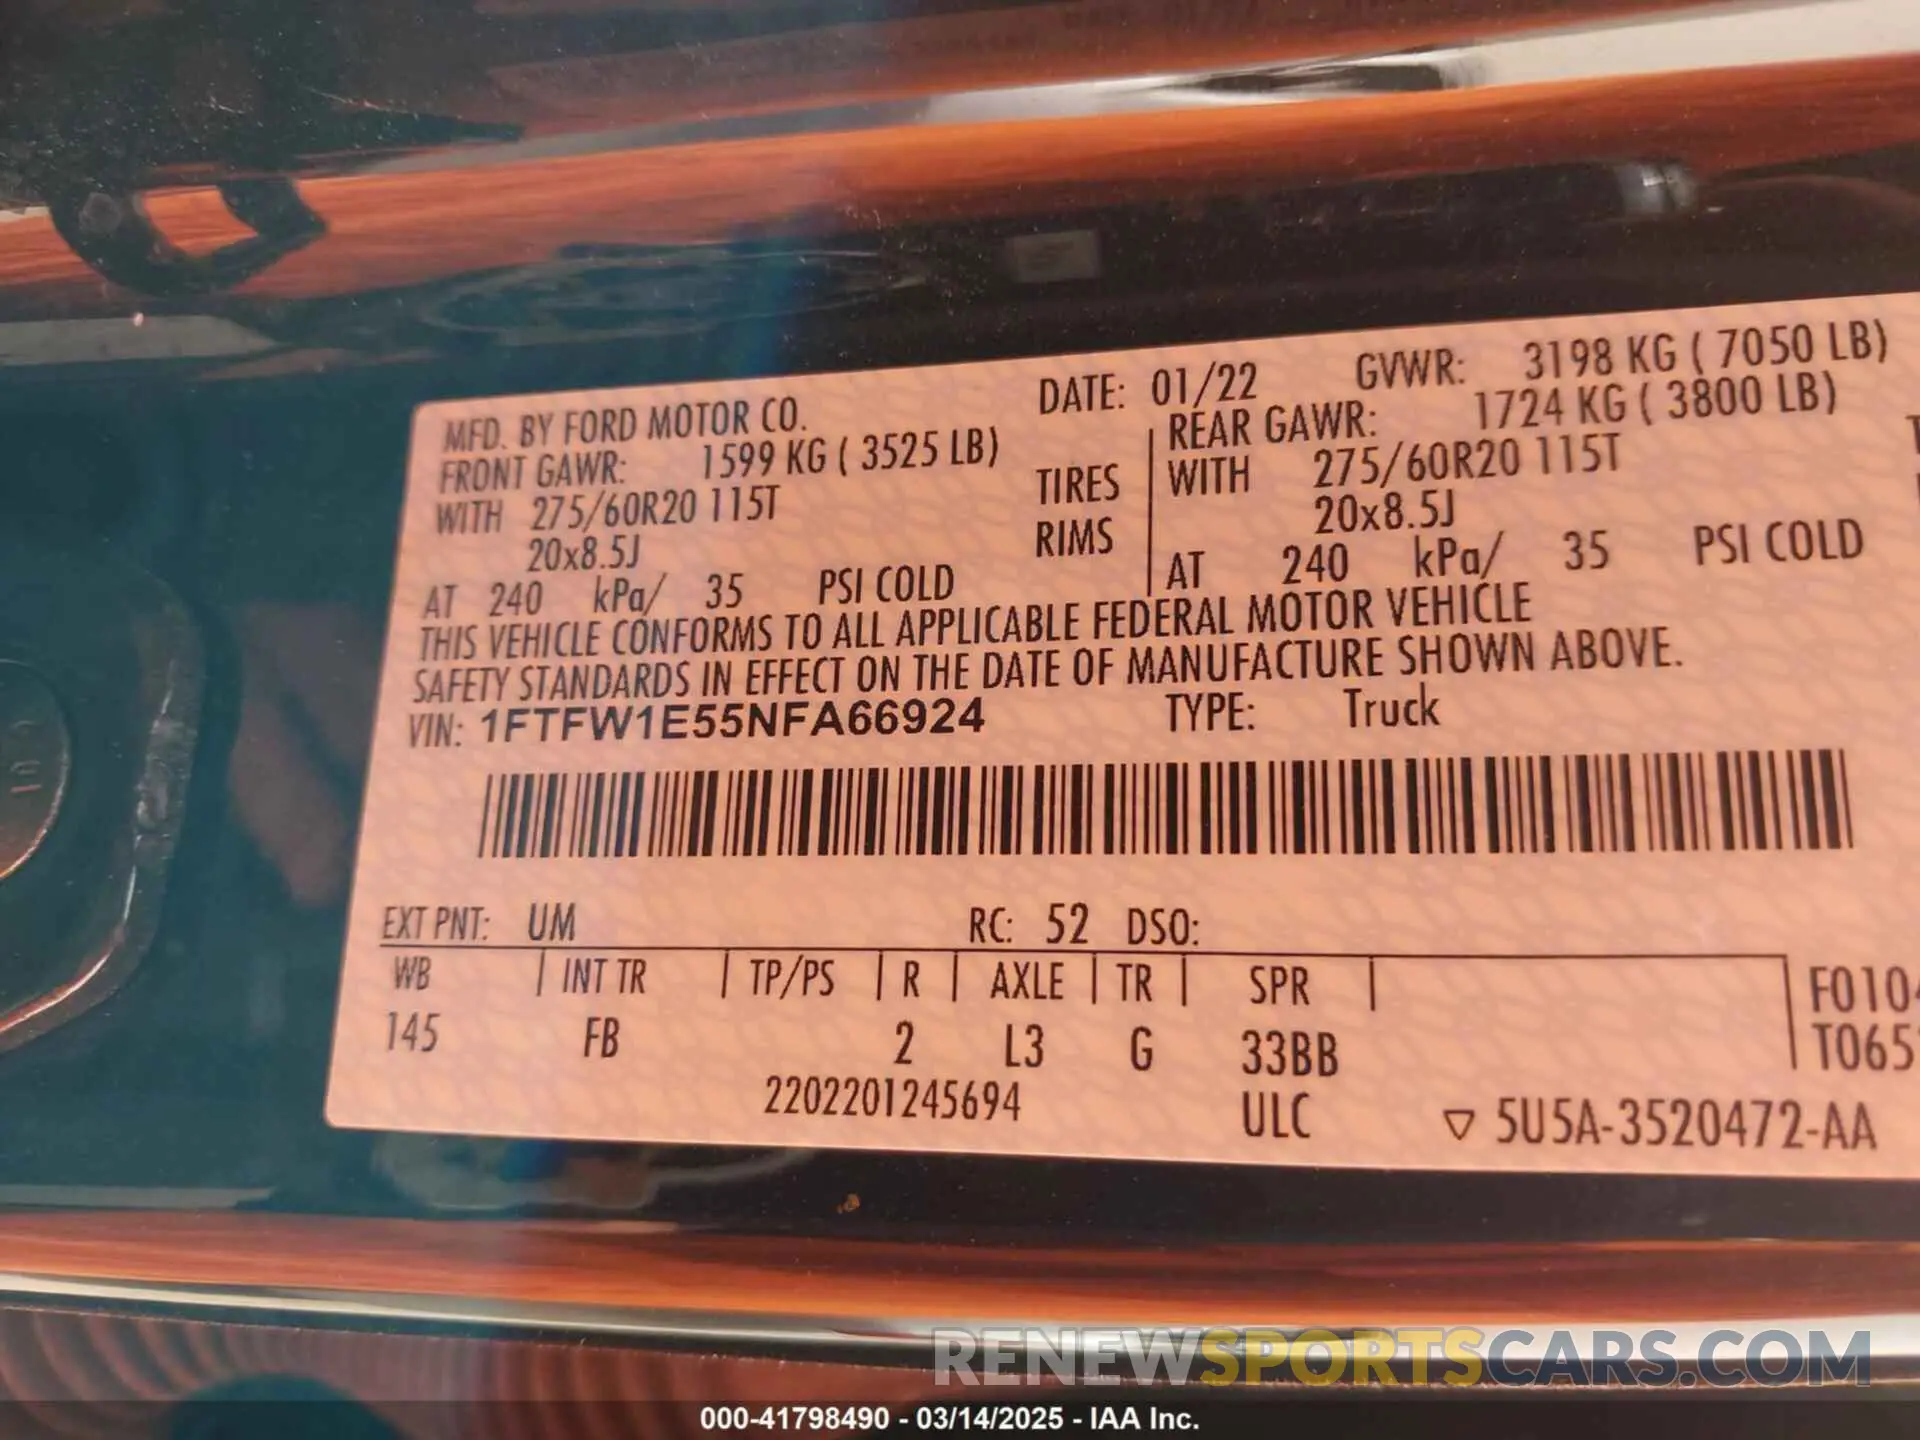 MFD. BY FORD MOTOR CO. DATE: 01/22 GVWR: 3198 KG ( 7050 LB)
FRONT GAWR: 1599 KG ( 3525 LB) REAR GAWR: 1724 KG ( 3800 LB)
WITH 275/60R20 115T TIRES WITH 275/60R20 115T
20x8.5J RIMS 20x8.5J
AT 240 kPa/ 35 PSI COLD AT 240 kPa/ 35 PSI COLD
THIS VEHICLE CONFORMS TO ALL APPLICABLE FEDERAL MOTOR VEHICLE
SAFETY STANDARDS IN EFFECT ON THE DATE OF MANUFACTURE SHOWN ABOVE.
VIN: 1FTFW1E55NFA66924 TYPE: Truck
EXT PNT: UM RC: 52 DSO:
WB INT TR TP/PS R AXLE TR SPR
145 FB 2 L3 G 33BB
2202201245694 ULC ▽ 5U5A-3520472-AA
RENEWSPORTSCARS.COM
000-41798490 - 03/14/2025 - IAA Inc.